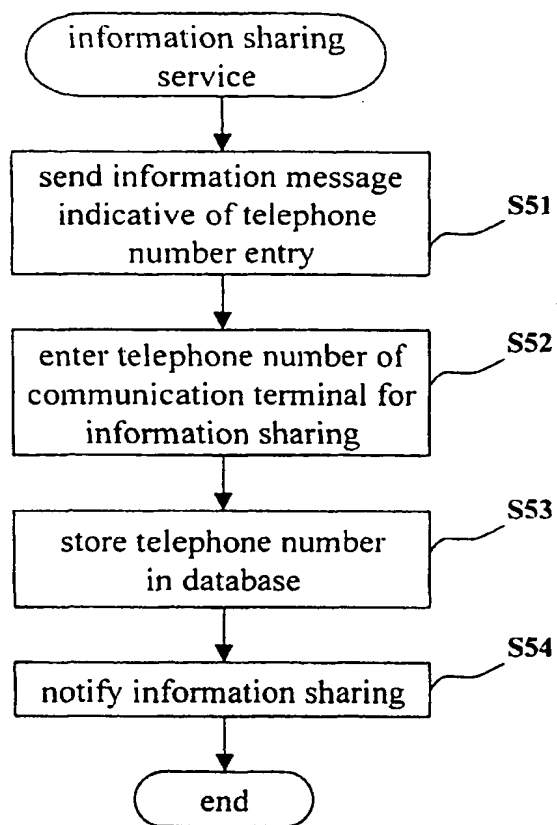 information sharing
service
send information message
indicative of telephone
number entry
S51
enter telephone number of
communication terminal for
information sharing
S52
store telephone number
in database
S53
notify information sharing
S54
end